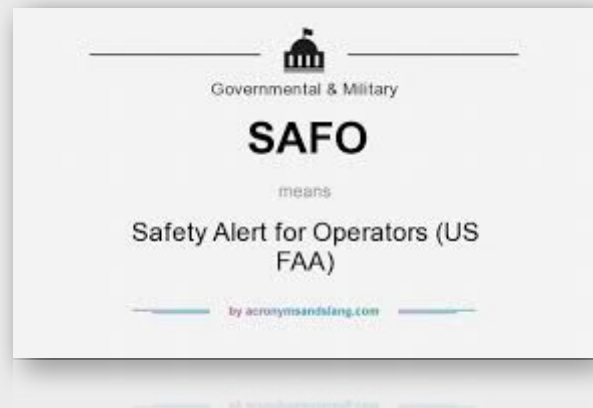 Governmental & Military
SAFO
means
Safety Alert for Operators (US
FAA)
by acronymsandslang.com